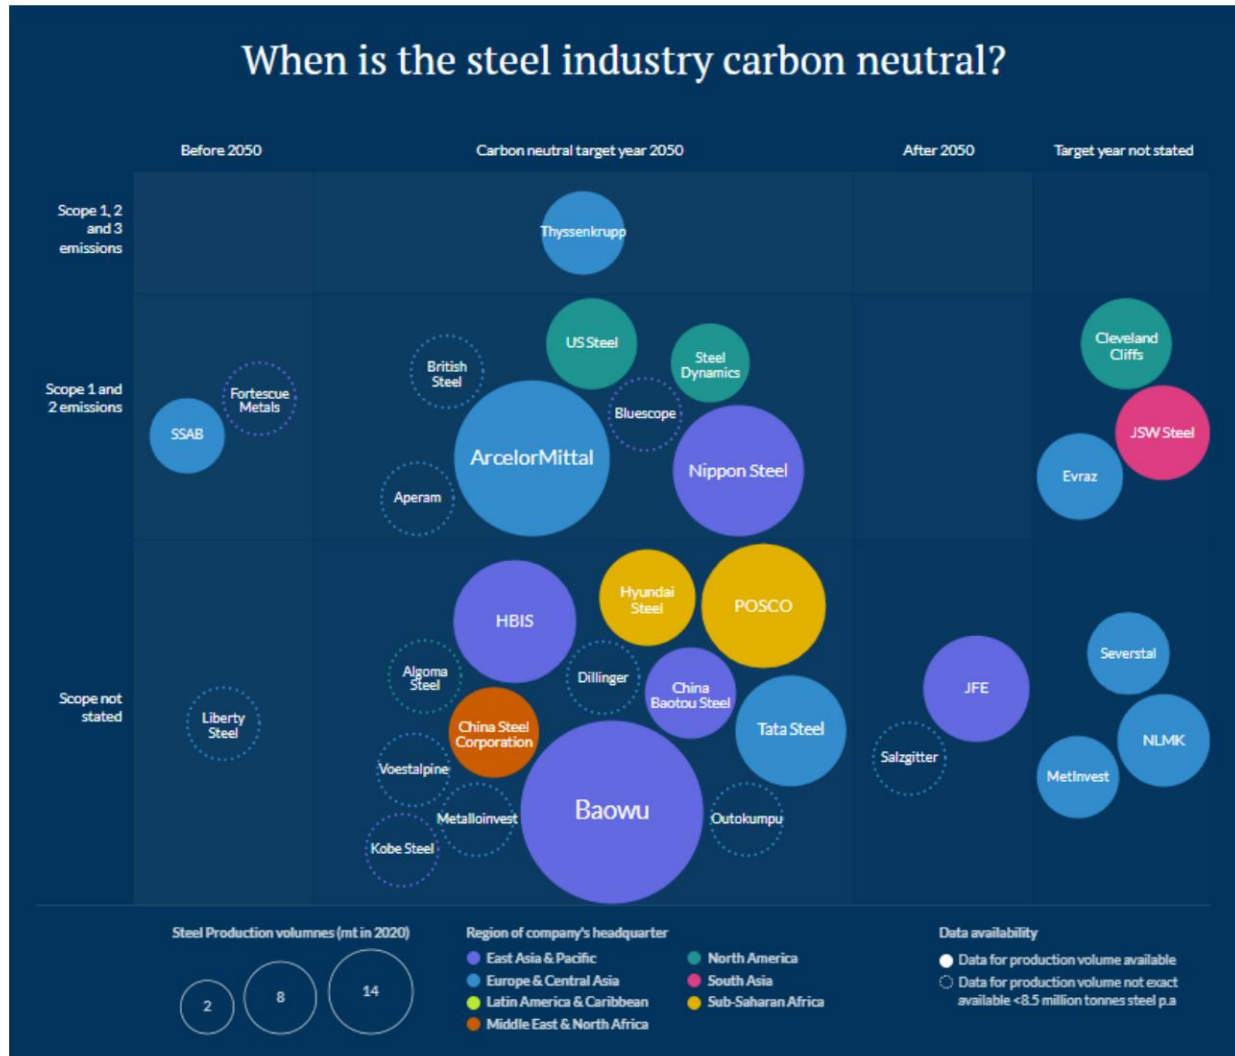 When is the steel industry carbon neutral?
Before 2050
Carbon neutral target year 2050
After 2050
Target year not stated
Scope 1, 2
and 3
emissions
Thyssenkrupp
Scope 1 and
2 emissions
SSAB
Fortescue
Metals
British
Steel
US Steel
Steel
Dynamics
Bluescope
ArcelorMittal
Nippon Steel
Aperam
Cleveland
Cliffs
JSW Steel
Evraz
Scope not
stated
Liberty
Steel
HBIS
Hyundai
Steel
POSCO
Algoma
Steel
Dillinger
China
Baotou Steel
China Steel
Corporation
Tata Steel
Voestalpine
Metalloinvest
Baowu
Outokumpu
Kobe Steel
JFE
Salzgitter
Severstal
NLMK
MetInvest
Steel Production volumnes (mt in 2020)
2
8
14
Region of company's headquarter
East Asia & Pacific
Europe & Central Asia
Latin America & Caribbean
Middle East & North Africa
North America
South Asia
Sub-Saharan Africa
Data availability
Data for production volume available
Data for production volume not exact
available <8.5 million tonnes steel p.a